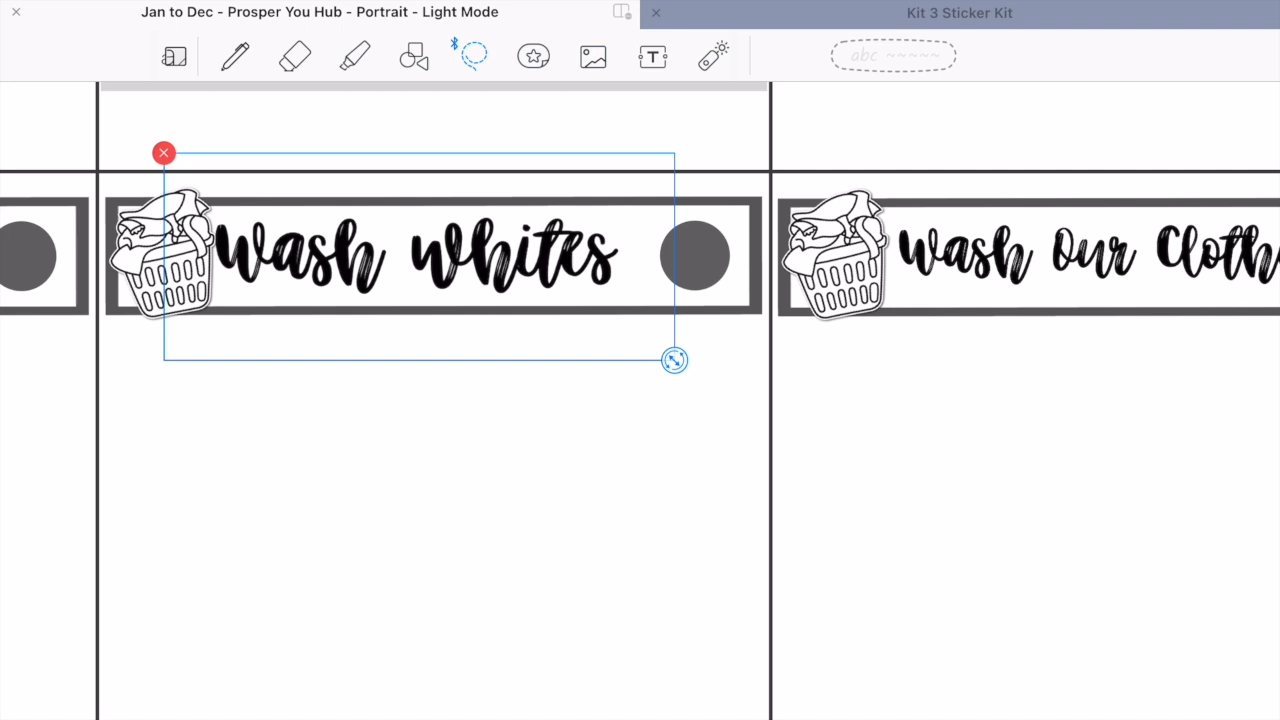 Jan to Dec - Prosper You Hub - Portrait - Light Mode
Kit 3 Sticker Kit
T
abc
Wash Whites
Wash Our Cloth